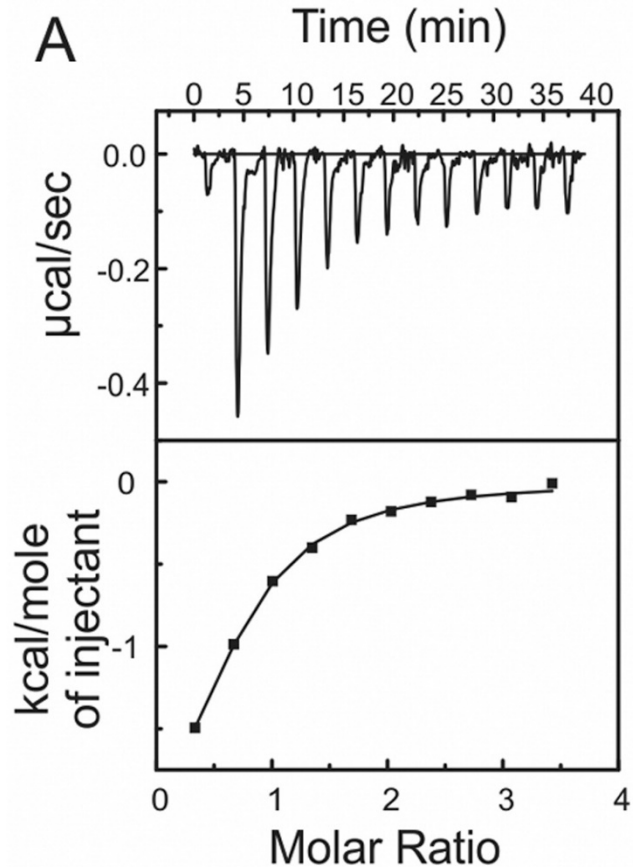 A
Time (min)
0 5 10 15 20 25 30 35 40
0.0
-0.2
-0.4
μcal/sec
0
-1
kcal/mole
of injectant
0 1 2 3 4
Molar Ratio